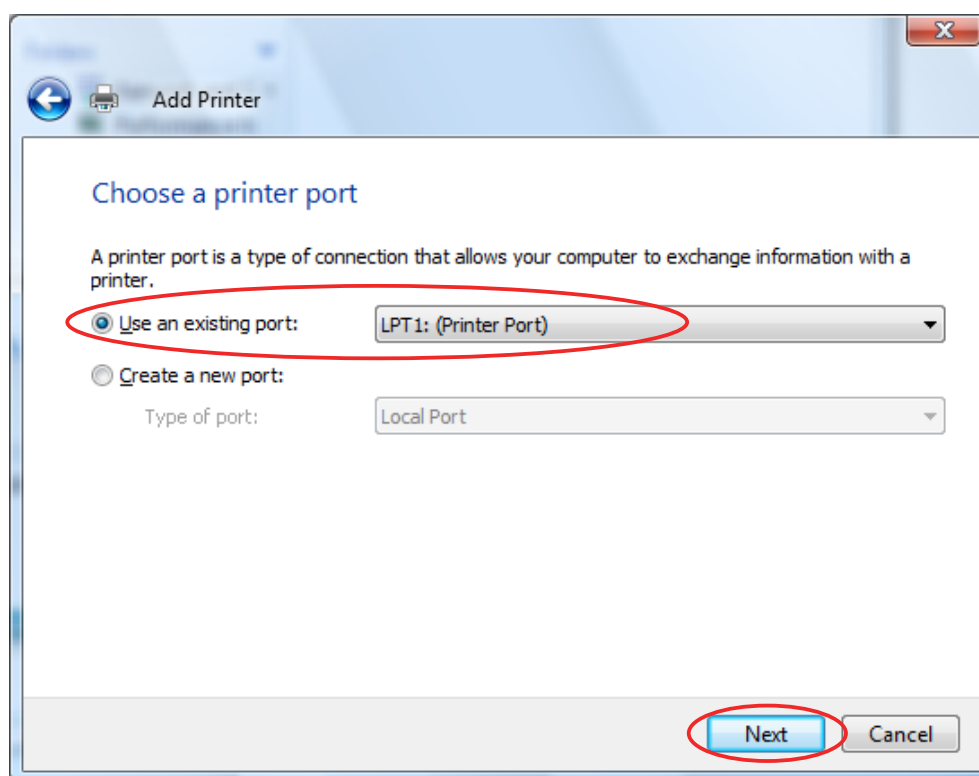 Add Printer
Choose a printer port
A printer port is a type of connection that allows your computer to exchange information with a
printer.
Use an existing port: LPT1: (Printer Port)
Create a new port:
Type of port: Local Port
Next Cancel